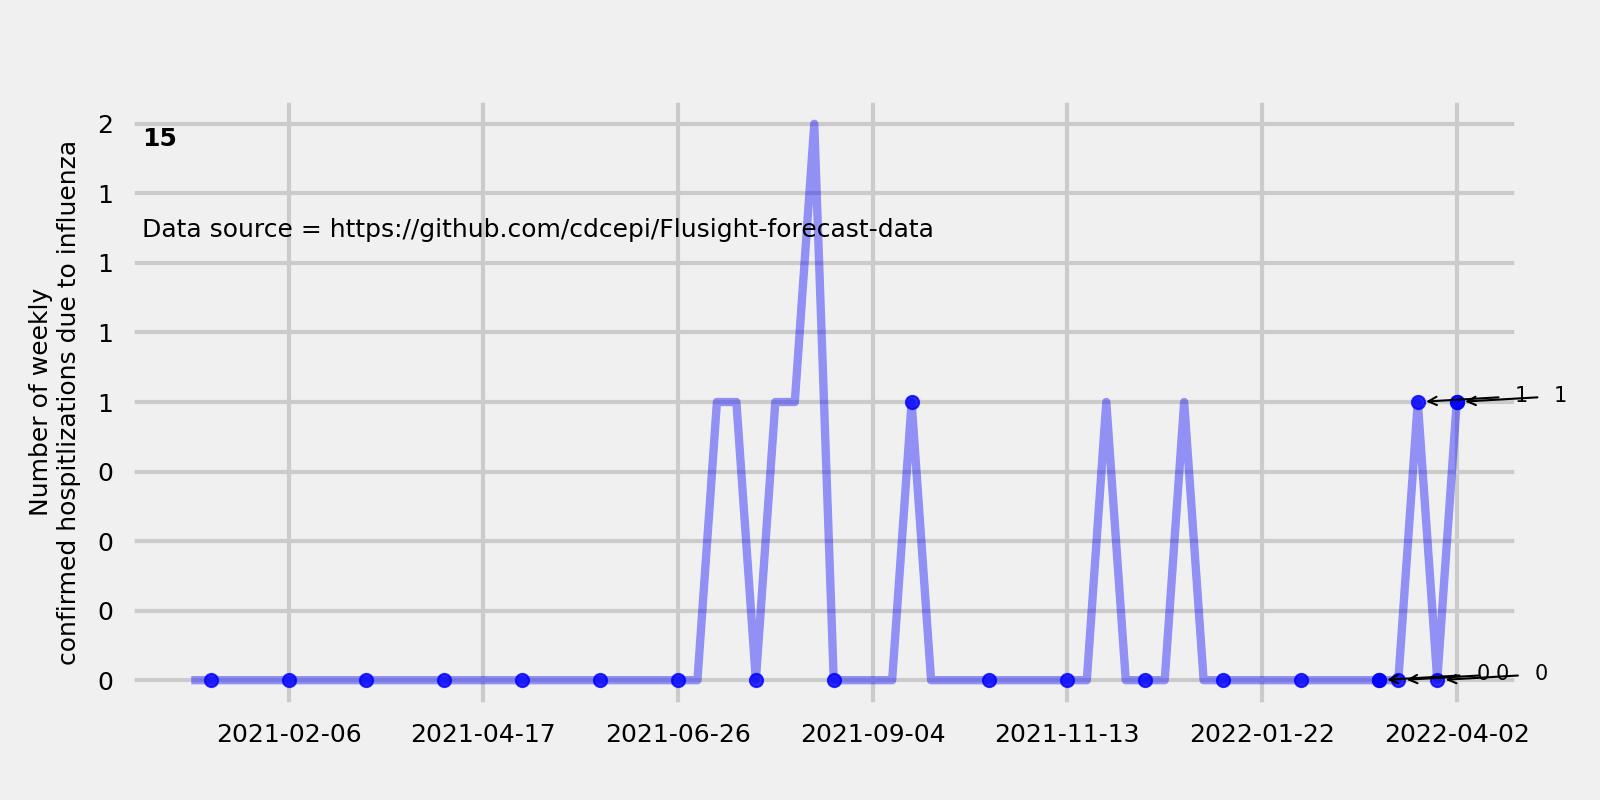 15
Data source = https://github.com/cdcepi/Flusight-forecast-data
Number of weekly
confirmed hospitlizations due to influenza
2
1
1
1
1
0
0
0
0
1 1
0 0 0
2021-02-06 2021-04-17 2021-06-26 2021-09-04 2021-11-13 2022-01-22 2022-04-02